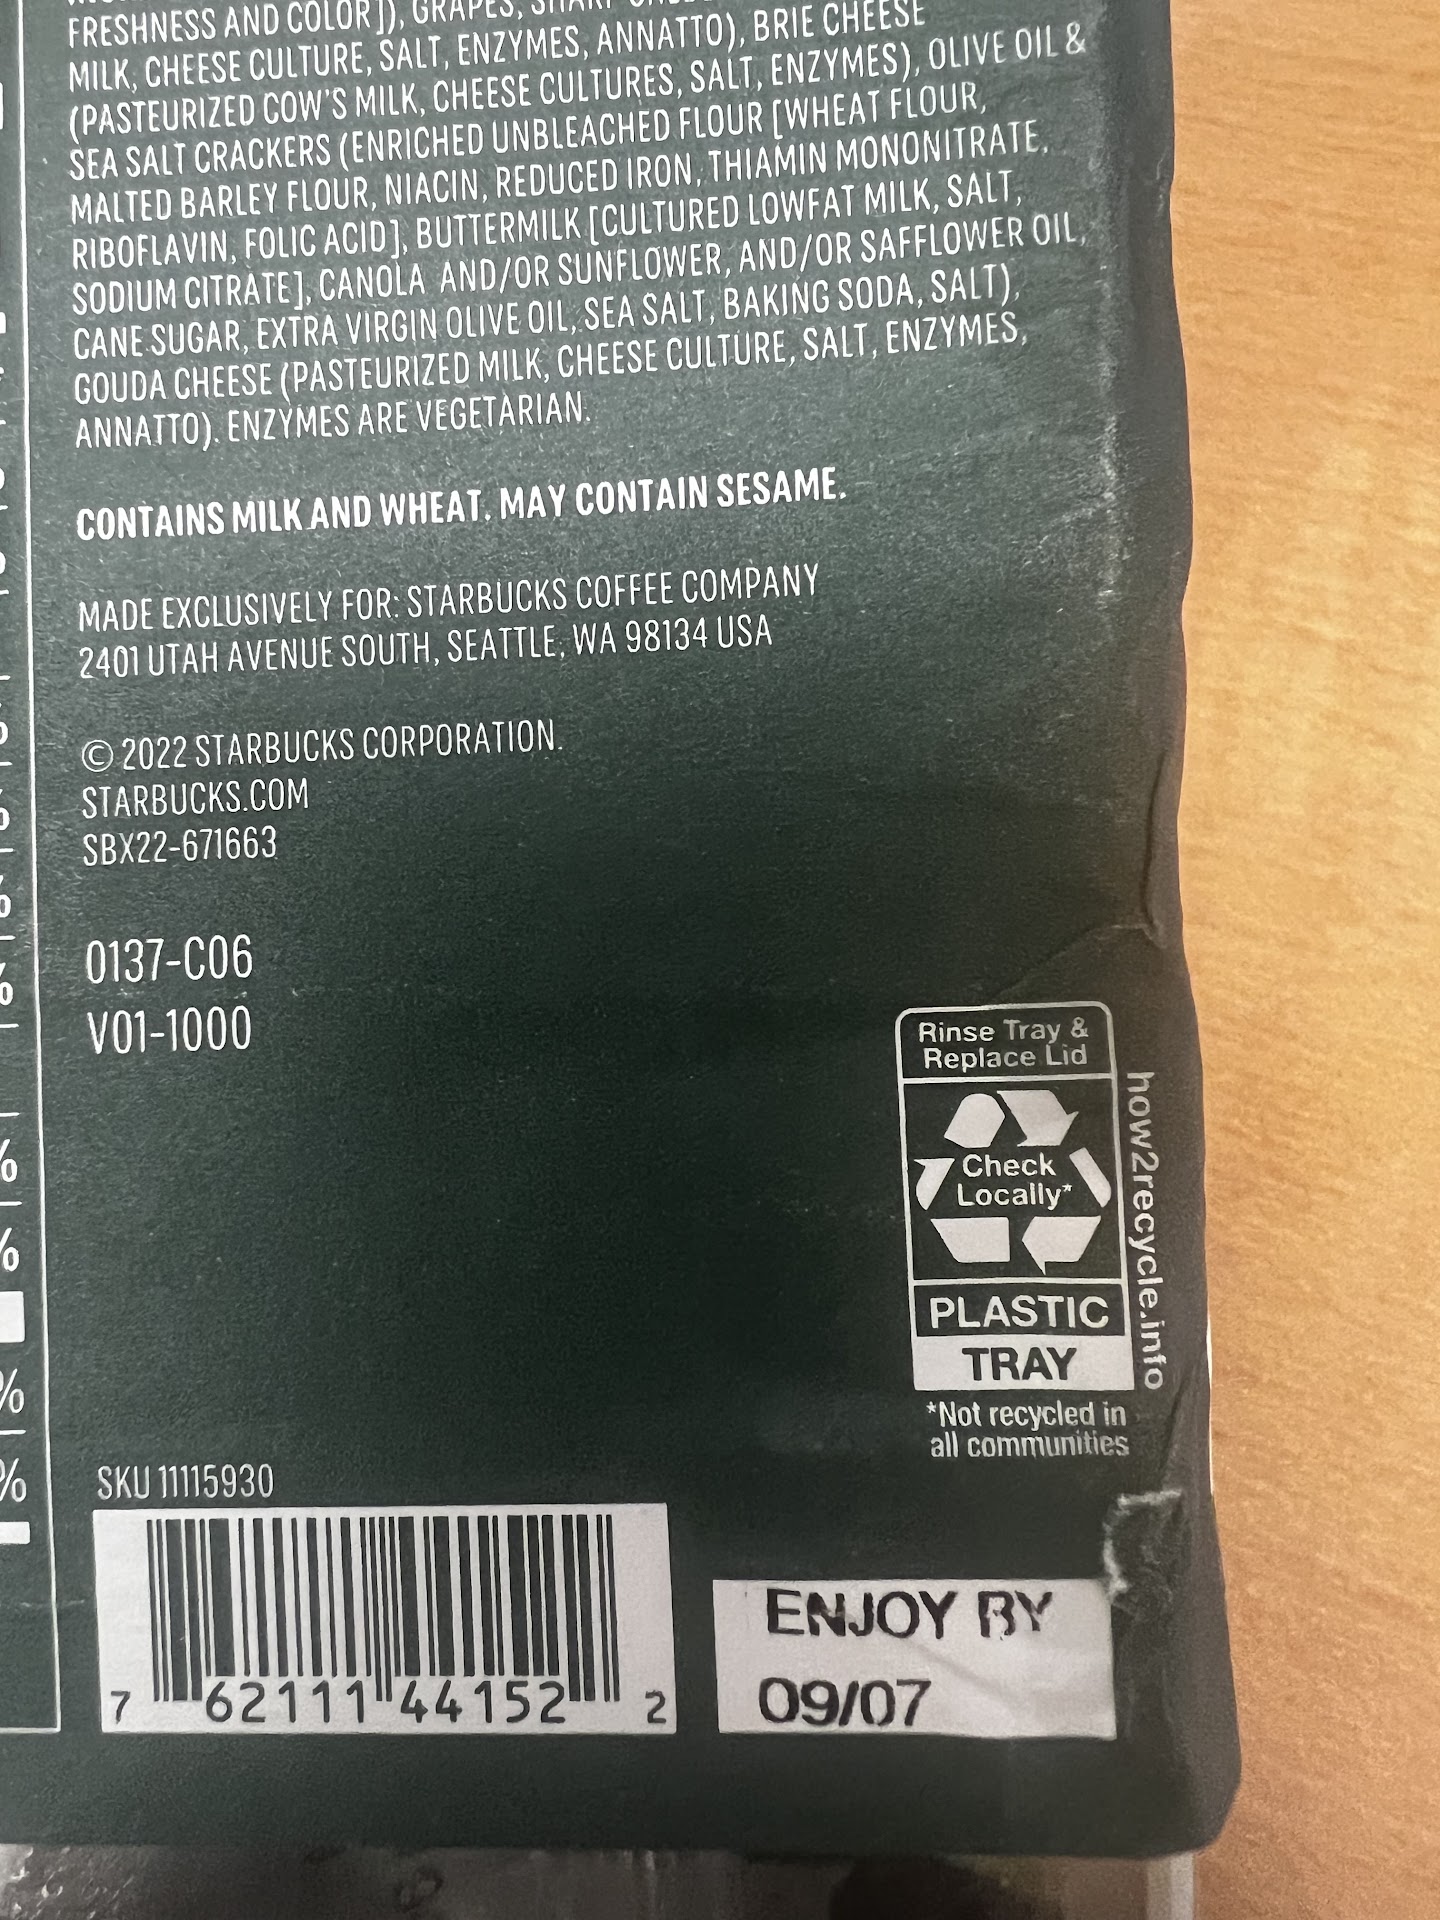 FRESHNESS AND COLOR]), GRAPES,
MILK, CHEESE CULTURE, SALT, ENZYMES, ANNATTO), BRIE CHEESE
(PASTEURIZED COW'S MILK, CHEESE CULTURES, SALT, ENZYMES), OLIVE OIL &
SEA SALT CRACKERS (ENRICHED UNBLEACHED FLOUR [WHEAT FLOUR,
MALTED BARLEY FLOUR, NIACIN, REDUCED IRON, THIAMIN MONONITRATE,
RIBOFLAVIN, FOLIC ACID], BUTTERMILK [CULTURED LOWFAT MILK, SALT,
SODIUM CITRATE], CANOLA AND/OR SUNFLOWER, AND/OR SAFFLOWER OIL,
CANE SUGAR, EXTRA VIRGIN OLIVE OIL, SEA SALT, BAKING SODA, SALT),
GOUDA CHEESE (PASTEURIZED MILK, CHEESE CULTURE, SALT, ENZYMES,
ANNATTO). ENZYMES ARE VEGETARIAN.
CONTAINS MILK AND WHEAT. MAY CONTAIN SESAME.
MADE EXCLUSIVELY FOR: STARBUCKS COFFEE COMPANY
2401 UTAH AVENUE SOUTH, SEATTLE, WA 98134 USA
© 2022 STARBUCKS CORPORATION.
STARBUCKS.COM
SBX22-671663
0137-C06
V01-1000
Rinse Tray &
Replace Lid
Check
Locally*
PLASTIC
TRAY
how2recycle.info
*Not recycled in
all communities
SKU 11115930
7 62111 44152 2
ENJOY BY
09/07